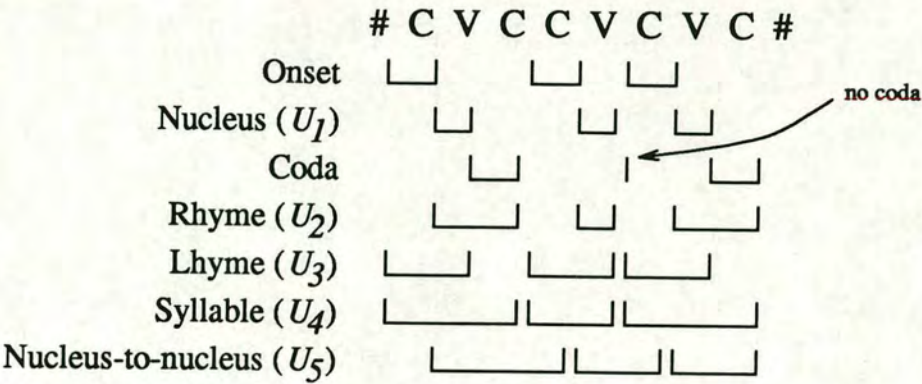 # C V C C V C V C #
Onset
no coda
Nucleus (U1)
Coda
Rhyme (U2)
Lhyme (U3)
Syllable (U4)
Nucleus-to-nucleus (U5)